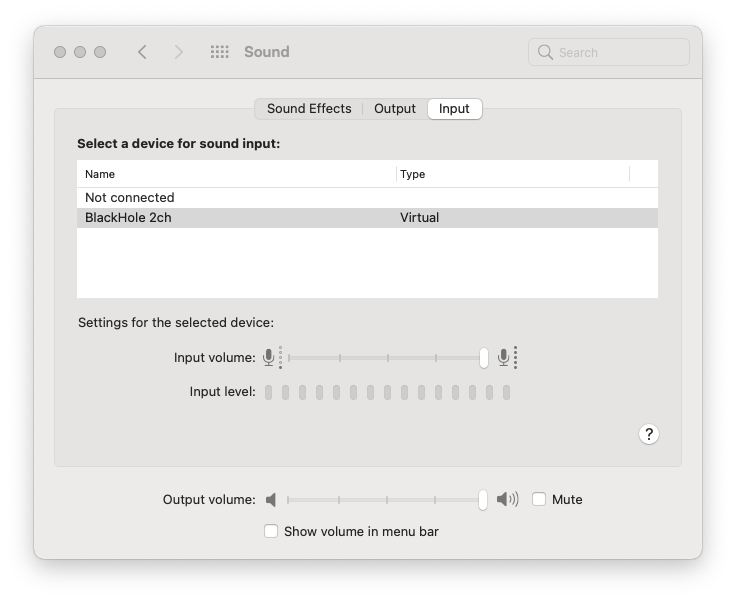 Sound
Search
Sound Effects Output Input
Select a device for sound input:
Name Type
Not connected
BlackHole 2ch Virtual
Settings for the selected device:
Input volume:
Input level:
?
Output volume: Mute
Show volume in menu bar